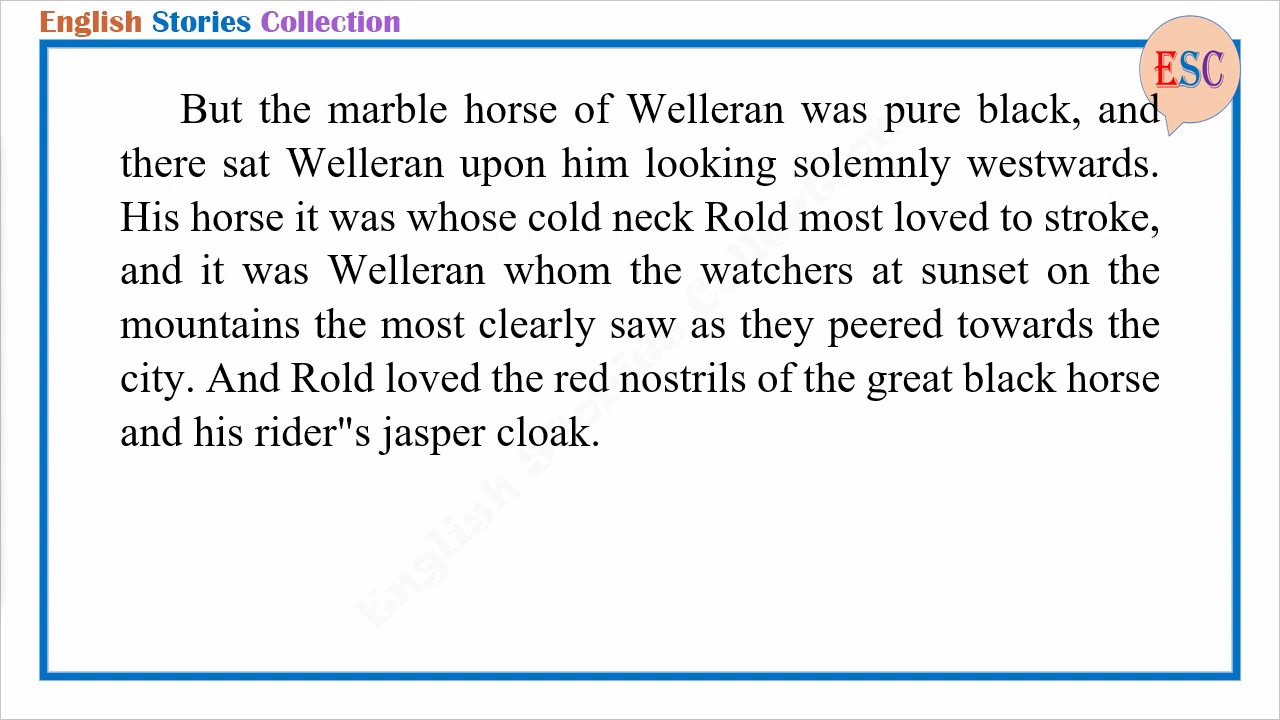 English Stories Collection
ESC
But the marble horse of Welleran was pure black, and
there sat Welleran upon him looking solemnly westwards.
His horse it was whose cold neck Rold most loved to stroke,
and it was Welleran whom the watchers at sunset on the
mountains the most clearly saw as they peered towards the
city. And Rold loved the red nostrils of the great black horse
and his rider"s jasper cloak.
English Stories Collection